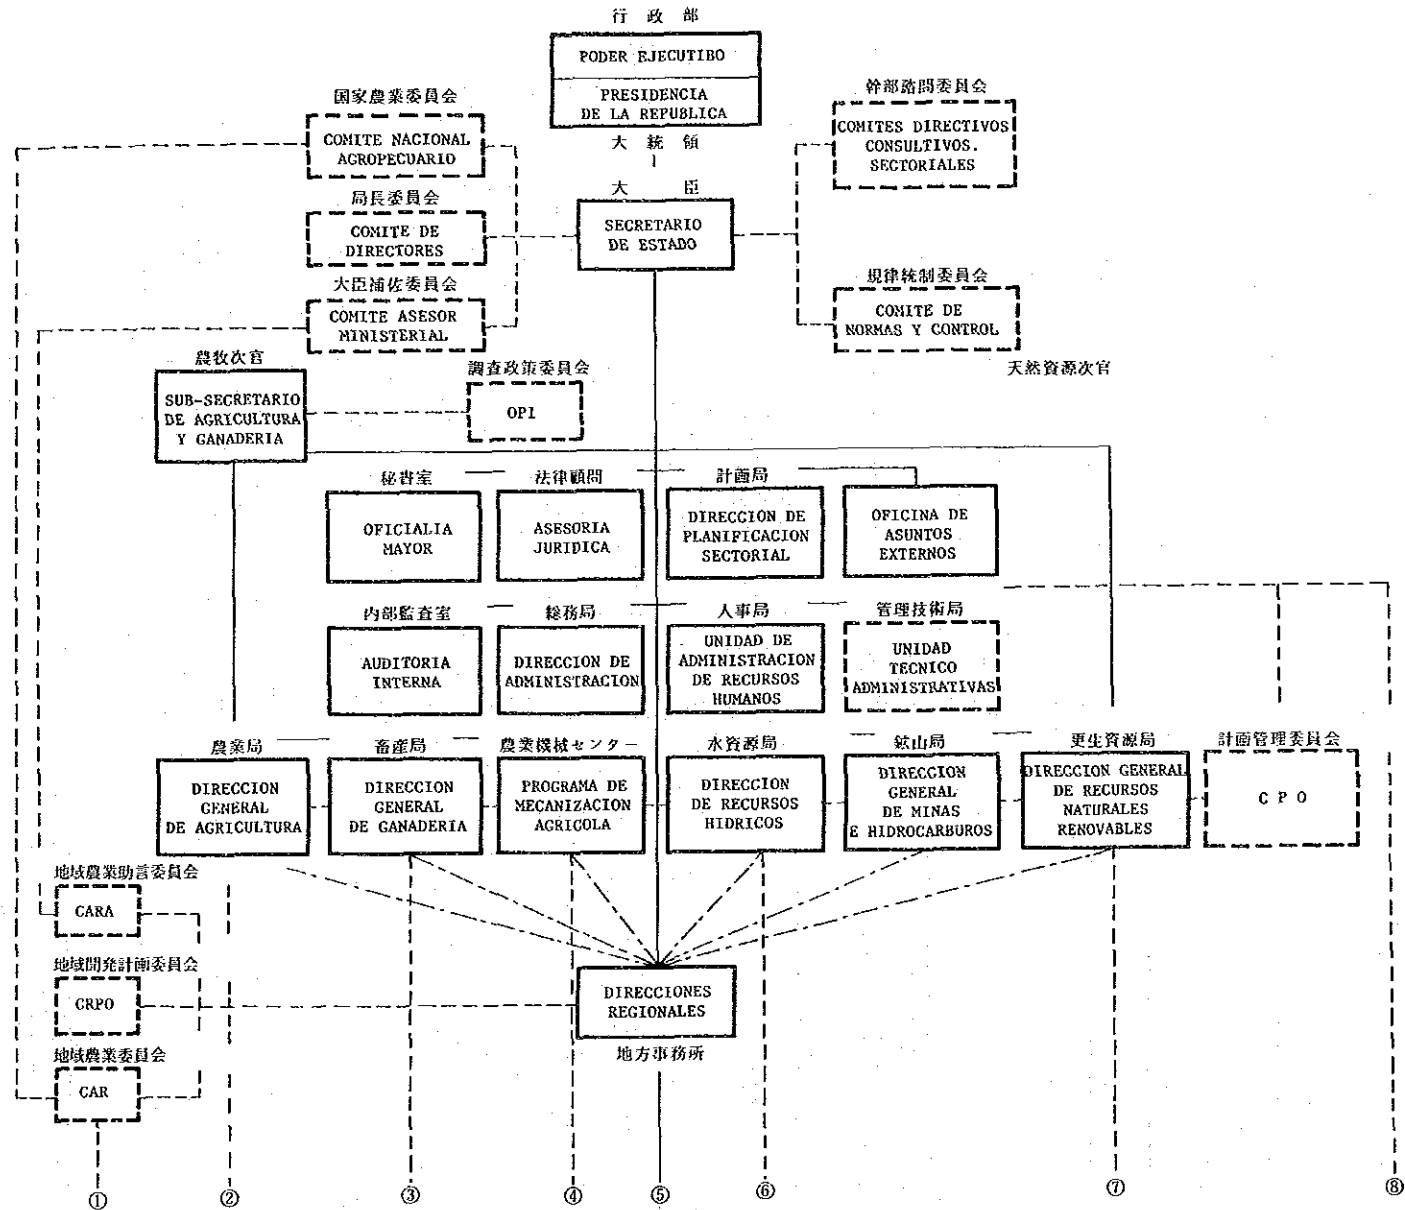 行政部
PODER EJECUTIBO
PRESIDENCIA
DE LA REPUBLICA
大統領
国家農業委員会
COMITE NACIONAL
AGROPECUARIO
幹部諮問委員会
COMITES DIRECTIVOS
CONSULTIVOS.
SECTORIALES
大臣
SECRETARIO
DE ESTADO
局長委員会
COMITE DE
DIRECTORES
大臣補佐委員会
COMITE ASESOR
MINISTERIAL
規律統制委員会
COMITE DE
NORMAS Y CONTROL
農牧次官
SUB-SECRETARIO
DE AGRICULTURA
Y GANADERIA
調査政策委員会
OPI
天然資源次官
秘書室
OFICIALIA
MAYOR
法律顧問
ASESORIA
JURIDICA
計画局
DIRECCION DE
PLANIFICACION
SECTORIAL
OFICINA DE
ASUNTOS
EXTERNOS
内部監査室
AUDITORIA
INTERNA
総務局
DIRECCION DE
ADMINISTRACION
人事局
UNIDAD DE
ADMINISTRACION
DE RECURSOS
HUMANOS
管理技術局
UNIDAD
TECNICO
ADMINISTRATIVAS
農業局
DIRECCION
GENERAL
DE AGRICULTURA
畜産局
DIRECCION
GENERAL
DE GANADERIA
農業機械センター
PROGRAMA DE
MECANIZACION
AGRICOLA
水資源局
DIRECCION
DE RECURSOS
HIDRICOS
鉱山局
DIRECCION
GENERAL
DE MINAS
E HIDROCARBUROS
更生資源局
DIRECCION GENERAL
DE RECURSOS
NATURALES
RENOVABLES
計画管理委員会
C P O
地域農業助言委員会
CARA
地域開発計画委員会
CRPO
地域農業委員会
CAR
DIRECCIONES
REGIONALES
地方事務所
① ② ③ ④ ⑤ ⑥ ⑦ ⑧